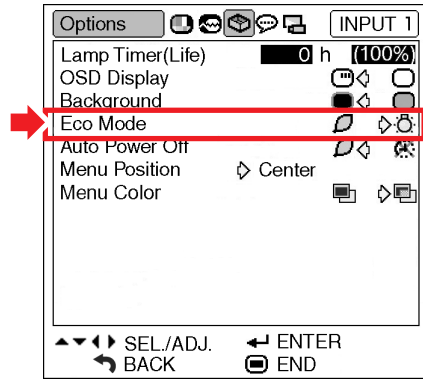 Options INPUT 1
Lamp Timer(Life) 0 h (100%)
OSD Display
Background
Eco Mode
Auto Power Off
Menu Position Center
Menu Color
SEL./ADJ. ENTER
BACK END